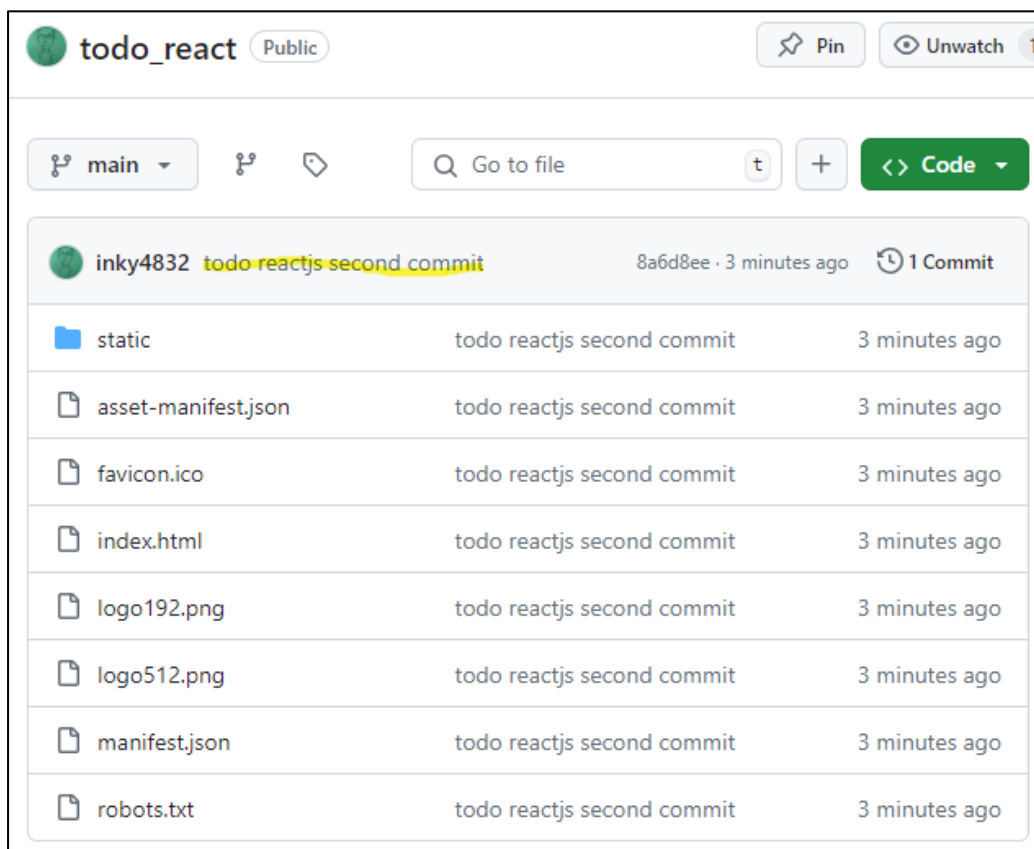 todo_react Public Pin Unwatch 1
main Go to file t Code
inky4832 todo reactjs second commit 8a6d8ee · 3 minutes ago 1 Commit
static todo reactjs second commit 3 minutes ago
asset-manifest.json todo reactjs second commit 3 minutes ago
favicon.ico todo reactjs second commit 3 minutes ago
index.html todo reactjs second commit 3 minutes ago
logo192.png todo reactjs second commit 3 minutes ago
logo512.png todo reactjs second commit 3 minutes ago
manifest.json todo reactjs second commit 3 minutes ago
robots.txt todo reactjs second commit 3 minutes ago